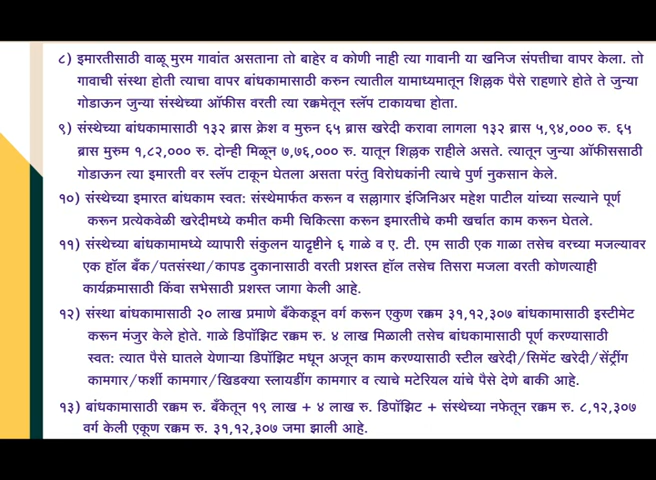 ८) इमारतीसाठी वाळू मुरम गावांत असताना तो बाहेर व कोणी नाही त्या गावानी या खनिज संपत्तीचा वापर केला. तो
गावाची संस्था होती त्याचा वापर बांधकामासाठी करुन त्यातील यामाध्यमातून शिल्लक पैसे राहणारे होते ते जुन्या
गोडाऊन जुन्या संस्थेच्या ऑफीस वरती त्या रक्कमेतून स्लॅप टाकायचा होता.
९) संस्थेच्या बांधकामासाठी १३२ ब्रास क्रेश व मुरुन ६५ ब्रास खरेदी करावा लागला १३२ ब्रास ५,९४,००० रु. ६५
ब्रास मुरुम १,८२,००० रु. दोन्ही मिळून ७,७६,००० रु. यातून शिल्लक राहीले असते. त्यातून जुन्या ऑफीससाठी
गोडाऊन त्या इमारती वर स्लॅप टाकून घेतला असता परंतु विरोधकांनी त्याचे पुर्ण नुकसान केले.
१०) संस्थेच्या इमारत बांधकाम स्वत: संस्थेमार्फत करून व सल्लागार इंजिनिअर महेश पाटील यांच्या सल्याने पूर्ण
करून प्रत्येकवेळी खरेदीमध्ये कमीत कमी चिकित्सा करून इमारतीचे कमी खर्चात काम करून घेतले.
११) संस्थेच्या बांधकामामध्ये व्यापारी संकुलन यादृष्टीने ६ गाळे व ए. टी. एम साठी एक गाळा तसेच वरच्या मजल्यावर
एक हॉल बँक/पतसंस्था/कापड दुकानासाठी वरती प्रशस्त हॉल तसेच तिसरा मजला वरती कोणत्याही
कार्यक्रमासाठी किंवा सभेसाठी प्रशस्त जागा केली आहे.
१२) संस्था बांधकामासाठी २० लाख प्रमाणे बँकेकडून वर्ग करून एकुण रक्कम ३१,१२,३०७ बांधकामासाठी इस्टीमेट
करून मंजुर केले होते. गाळे डिपॉझिट रक्कम रु. ४ लाख मिळाली तसेच बांधकामासाठी पूर्ण करण्यासाठी
स्वत: त्यात पैसे घातले येणाऱ्या डिपॉझिट मधून अजून काम करण्यासाठी स्टील खरेदी/सिमेंट खरेदी/सेंट्रींग
कामगार/फर्शी कामगार/खिडक्या स्लायडींग कामगार व त्याचे मटेरियल यांचे पैसे देणे बाकी आहे.
१३) बांधकामासाठी रक्कम रु. बँकेतून १९ लाख + ४ लाख रु. डिपॉझिट + संस्थेच्या नफेतून रक्कम रु. ८,१२,३०७
वर्ग केली एकूण रक्कम रु. ३१,१२,३०७ जमा झाली आहे.